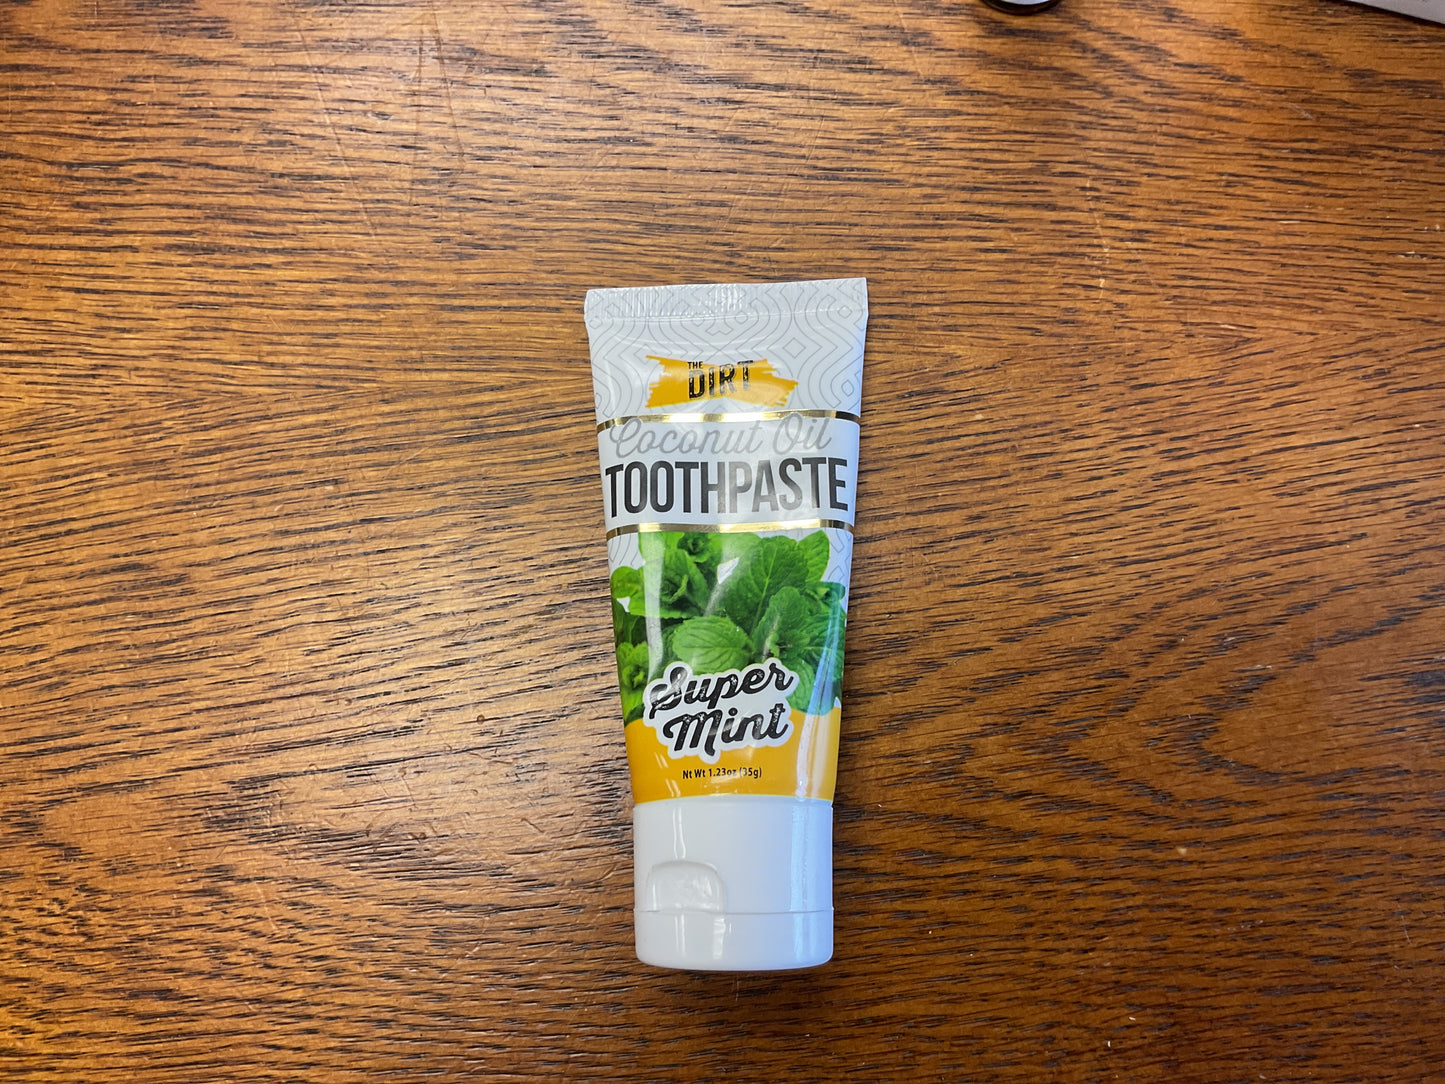 THE
DIRT
Coconut Oil
TOOTHPASTE
Super
Mint
Nt Wt 1.23oz (35g)